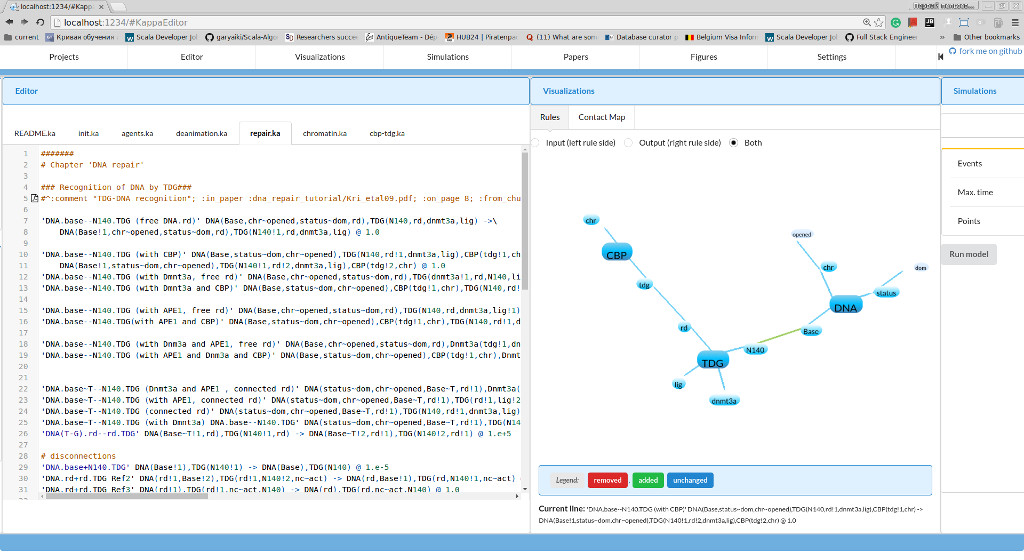 localhost:1234/#Kapp
localhost:1234/#KappaEditor
current
Кривая обучения
Scala Developer Jo
garyaiki/Scala-Algo
Researchers succe
AntiqueTeam - Dép
HUB24 | Piratenpa
(11) What are som
Database curator
Belgium Visa Infor
Scala Developer Jo
Full Stack Enginee
Other bookmarks
Projects
Editor
Visualizations
Simulations
Papers
Figures
Settings
fork me on github
Editor
README.ka
init.ka
agents.ka
deanimation.ka
repair.ka
chromatin.ka
cbp-tdg.ka
1 #######
2 # Chapter 'DNA repair'
3
4 ### Recognition of DNA by TDG###
5 #^:comment "TDG-DNA recognition"; :in paper :dna repair tutorial/Kri etal09.pdf; :on page 8; :from chu
6
7 'DNA.base--N140.TDG (free DNA.rd)' DNA(Base,chr~opened,status~dom,rd),TDG(N140,rd,dnmt3a,lig) ->\
8 DNA(Base!1,chr~opened,status~dom,rd),TDG(N140!1,rd,dnmt3a,lig) @ 1.0
9
10 'DNA.base--N140.TDG (with CBP)' DNA(Base,status~dom,chr~opened),TDG(N140,rd!1,dnmt3a,lig),CBP(tdg!1,ch
11 DNA(Base!1,status~dom,chr~opened),TDG(N140!1,rd!2,dnmt3a,lig),CBP(tdg!2,chr) @ 1.0
12 'DNA.base--N140.TDG (with Dnmt3a, free rd)' DNA(Base,chr~opened,status~dom,rd),TDG(dnmt3a!1,rd,N140,li
13 'DNA.base--N140.TDG (with Dnmt3a and CBP)' DNA(Base,status~dom,chr~opened),CBP(tdg!1,chr),TDG(N140,rd!
14
15 'DNA.base--N140.TDG (with APE1, free rd)' DNA(Base,chr~opened,status~dom,rd),TDG(N140,rd,dnmt3a,lig!1)
16 'DNA.base--N140.TDG(with APE1 and CBP)' DNA(Base,status~dom,chr~opened),CBP(tdg!1,chr),TDG(N140,rd!1,d
17
18 'DNA.base--N140.TDG (with Dnm3a and APE1, free rd)' DNA(Base,chr~opened,status~dom,rd),Dnmt3a(tdg!1,dn
19 'DNA.base--N140.TDG (with APE1 and Dnm3a and CBP)' DNA(Base,status~dom,chr~opened),CBP(tdg!1,chr),Dnmt
20
21
22 'DNA.base~T--N140.TDG (Dnmt3a and APE1 , connected rd)' DNA(status~dom,chr~opened,Base~T,rd!1),Dnmt3a(
23 'DNA.base~T--N140.TDG (with APE1, connected rd)' DNA(status~dom,chr~opened,Base~T,rd!1),TDG(rd!1,lig!2
24 'DNA.base~T--N140.TDG (connected rd)' DNA(status~dom,chr~opened,Base~T,rd!1),TDG(N140,rd!1,dnmt3a,lig)
25 'DNA.base~T--N140.TDG (with Dnmt3a) DNA.base--N140.TDG' DNA(status~dom,chr~opened,Base~T,rd!1),TDG(N14
26 'DNA(T-G).rd--rd.TDG' DNA(Base~T!1,rd),TDG(N140!1,rd) -> DNA(Base~T!2,rd!1),TDG(N140!2,rd!1) @ 1.e+5
27
28 # disconnections
29 'DNA.base+N140.TDG' DNA(Base!1),TDG(N140!1) -> DNA(Base),TDG(N140) @ 1.e-5
30 'DNA.rd+rd.TDG Ref2' DNA(rd!1,Base!2),TDG(rd!1,N140!2,nc~act) -> DNA(rd,Base!1),TDG(rd,N140!1,nc~act)
31 'DNA.rd+rd.TDG Ref3' DNA(rd!1),TDG(rd!1,nc~act,N140) -> DNA(rd),TDG(rd,nc~act,N140) @ 1.0
Visualizations
Rules
Contact Map
Input (left rule side)
Output (right rule side)
Both
chr
CBP
tdg
rd
TDG
lig
dnmt3a
N140
Base
DNA
chr
opened
status
dom
Legend:
removed
added
unchanged
Current line: 'DNA.base--N140.TDG (with CBP)' DNA(Base,status~dom,chr~opened),TDG(N140,rd!1,dnmt3a,lig),CBP(tdg!1,chr) ->
DNA(Base!1,status~dom,chr~opened),TDG(N140!1,rd!2,dnmt3a,lig),CBP(tdg!2,chr) @ 1.0
Simulations
Events
Max. time
Points
Run model